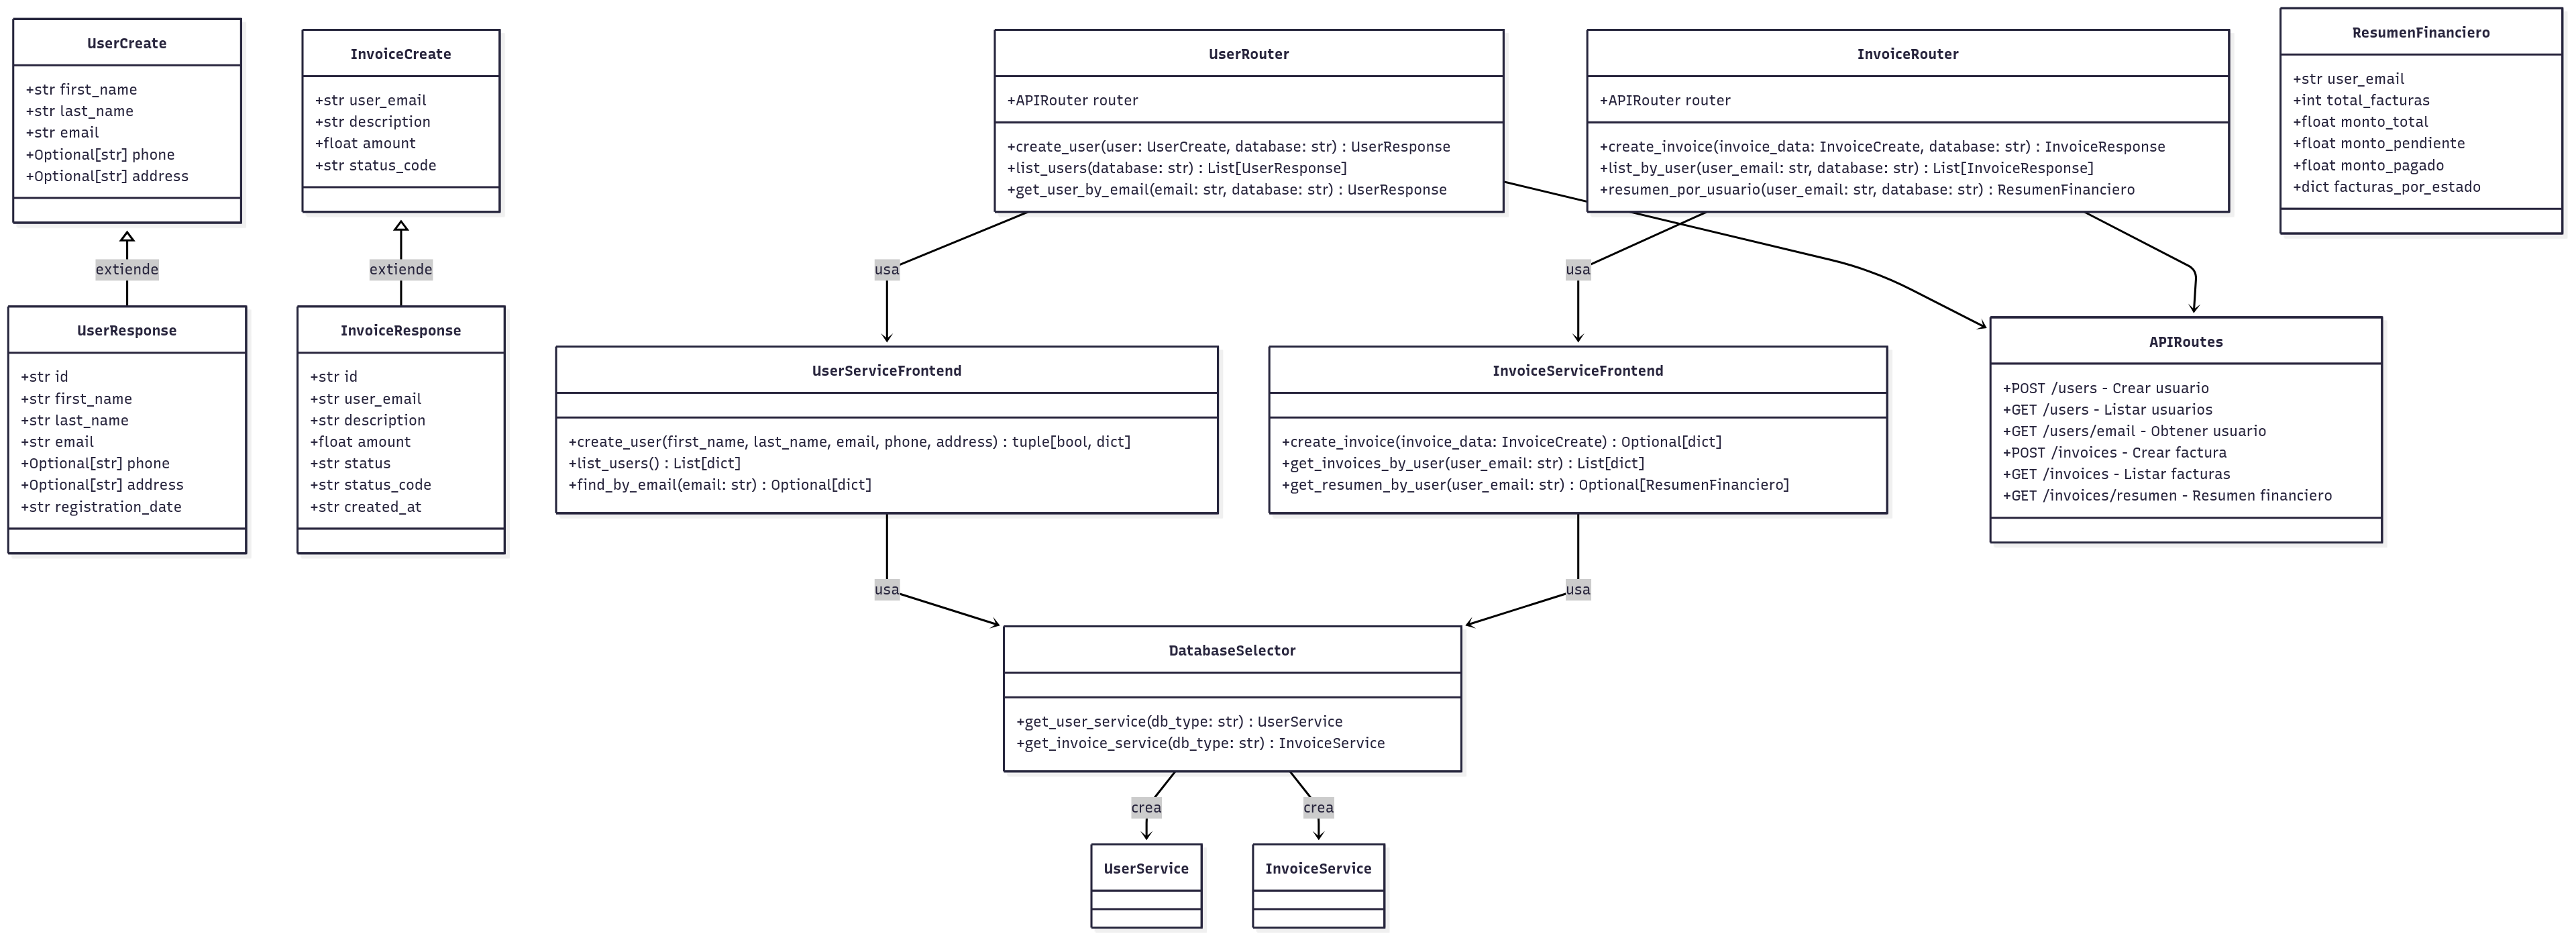 UserCreate
+str first_name
+str last_name
+str email
+Optional[str] phone
+Optional[str] address
InvoiceCreate
+str user_email
+str description
+float amount
+str status_code
UserRouter
+APIRouter router
+create_user(user: UserCreate, database: str) : UserResponse
+list_users(database: str) : List[UserResponse]
+get_user_by_email(email: str, database: str) : UserResponse
InvoiceRouter
+APIRouter router
+create_invoice(invoice_data: InvoiceCreate, database: str) : InvoiceResponse
+list_by_user(user_email: str, database: str) : List[InvoiceResponse]
+resumen_por_usuario(user_email: str, database: str) : ResumenFinanciero
ResumenFinanciero
+str user_email
+int total_facturas
+float monto_total
+float monto_pendiente
+float monto_pagado
+dict facturas_por_estado
extiende
extiende
usa
usa
UserResponse
+str id
+str first_name
+str last_name
+str email
+Optional[str] phone
+Optional[str] address
+str registration_date
InvoiceResponse
+str id
+str user_email
+str description
+float amount
+str status
+str status_code
+str created_at
UserServiceFrontend
+create_user(first_name, last_name, email, phone, address) : tuple[bool, dict]
+list_users() : List[dict]
+find_by_email(email: str) : Optional[dict]
InvoiceServiceFrontend
+create_invoice(invoice_data: InvoiceCreate) : Optional[dict]
+get_invoices_by_user(user_email: str) : List[dict]
+get_resumen_by_user(user_email: str) : Optional[ResumenFinanciero]
APIRoutes
+POST /users - Crear usuario
+GET /users - Listar usuarios
+GET /users/email - Obtener usuario
+POST /invoices - Crear factura
+GET /invoices - Listar facturas
+GET /invoices/resumen - Resumen financiero
usa
usa
DatabaseSelector
+get_user_service(db_type: str) : UserService
+get_invoice_service(db_type: str) : InvoiceService
crea
crea
UserService
InvoiceService